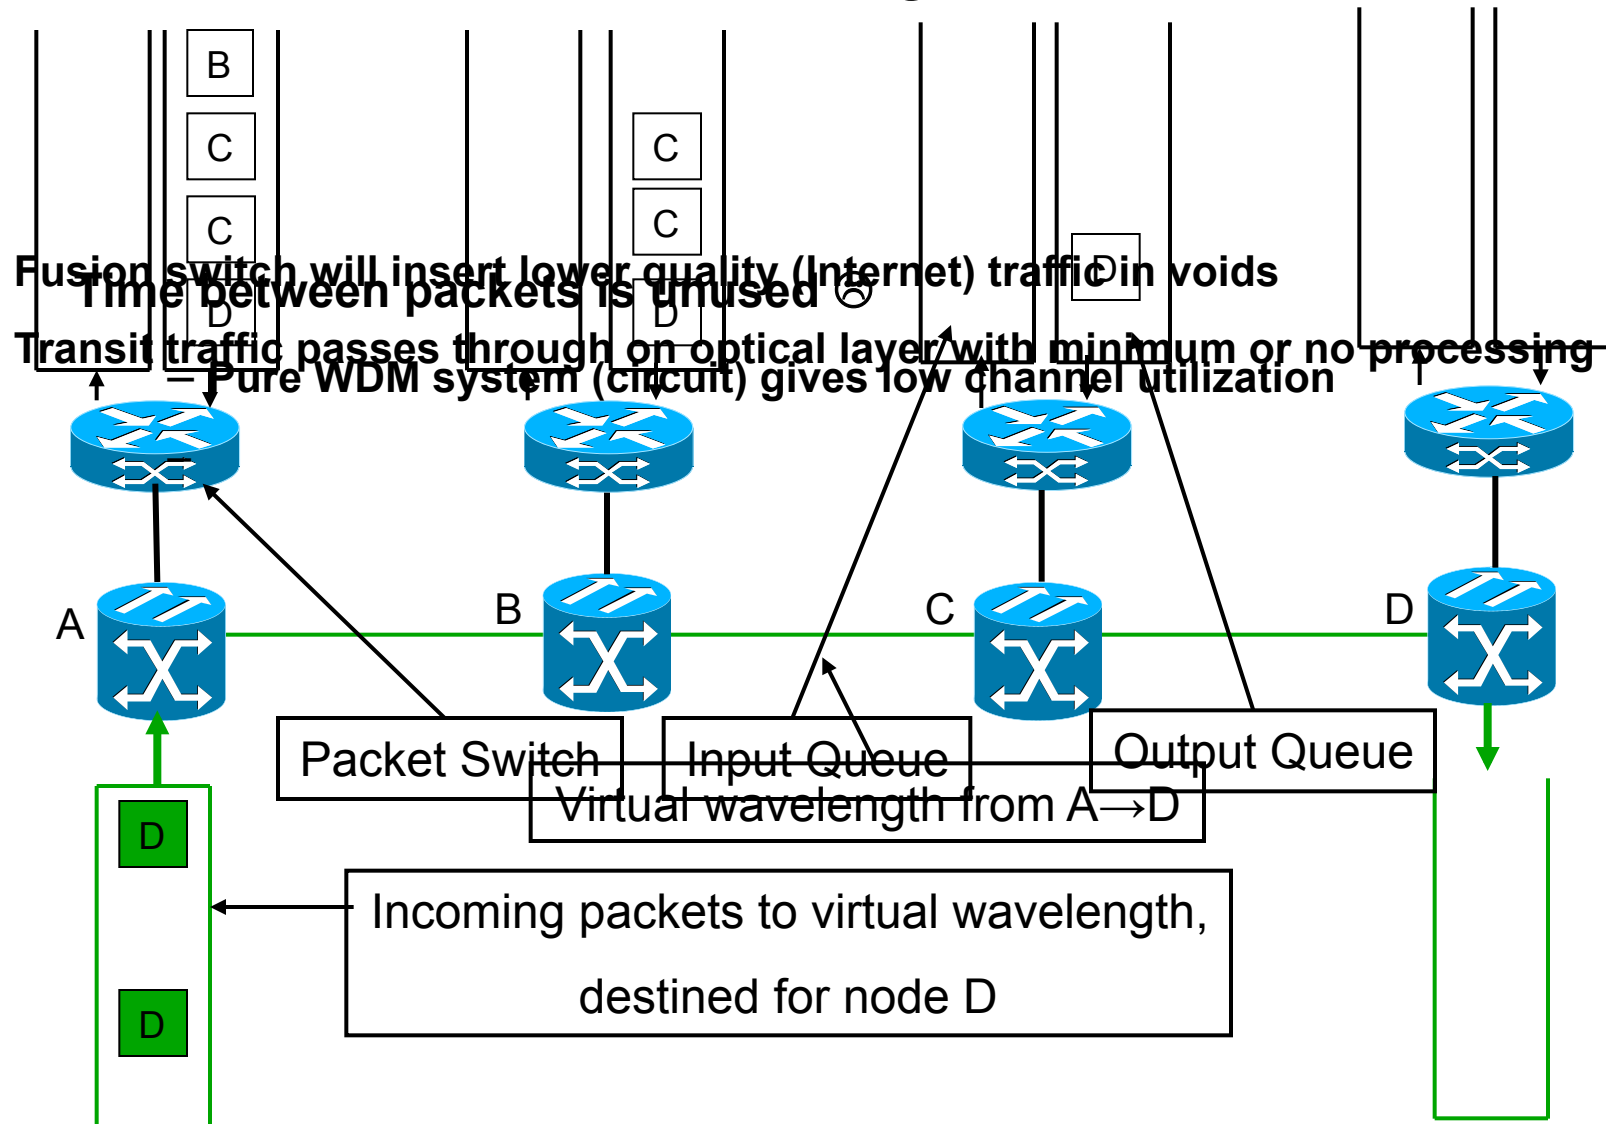 B
C
C
C
C
D
Fusion switch will insert lower quality (Internet) traffic in voids
Time between packets is unused ☹
D
D
Transit traffic passes through on optical layer with minimum or no processing
– Pure WDM system (circuit) gives low channel utilization
–
A
B
C
D
Packet Switch
Input Queue
Output Queue
Virtual wavelength from A→D
D
Incoming packets to virtual wavelength,
destined for node D
D